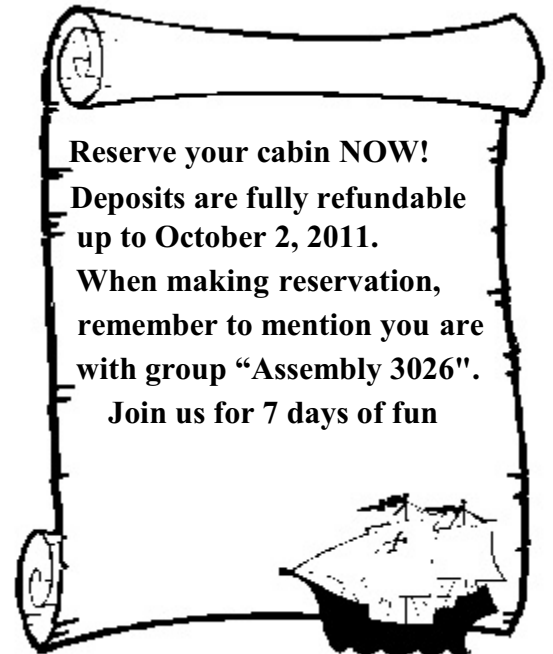 Reserve your cabin NOW!
Deposits are fully refundable
up to October 2, 2011.
When making reservation,
remember to mention you are
with group “Assembly 3026".
Join us for 7 days of fun